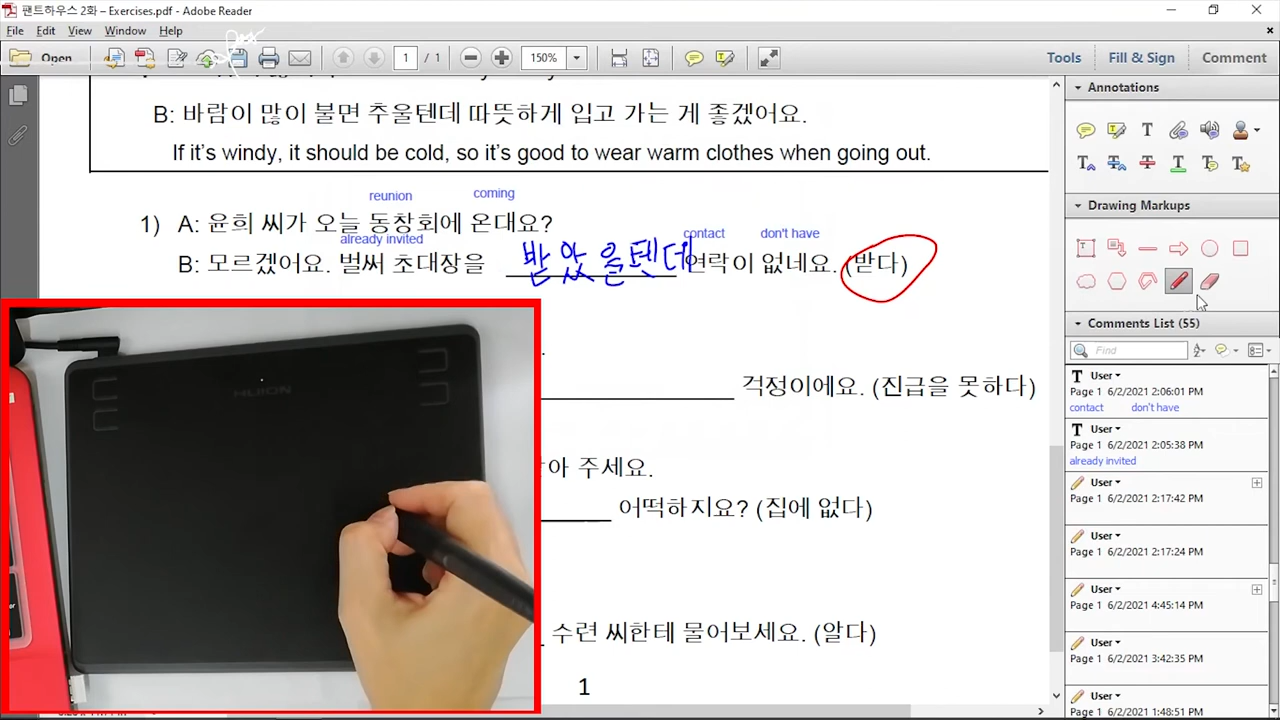 팬트하우스 2화 – Exercises.pdf - Adobe Reader
File Edit View Window Help
Open 1 / 1 150% Tools Fill & Sign Comment
Annotations
B: 바람이 많이 불면 추울텐데 따뜻하게 입고 가는 게 좋겠어요.
If it's windy, it should be cold, so it's good to wear warm clothes when going out.
reunion coming
1) A: 윤희 씨가 오늘 동창회에 온대요?
already invited contact don't have
B: 모르겠어요. 벌써 초대장을 받았을텐데 연락이 없네요. (받다)
걱정이에요. (진급을 못하다)
아 주세요.
어떡하지요? (집에 없다)
수련 씨한테 물어보세요. (알다)
1
HUION
Drawing Markups
Comments List (55)
Find
User
Page 1 6/2/2021 2:06:01 PM
contact don't have
User
Page 1 6/2/2021 2:05:38 PM
already invited
User
Page 1 6/2/2021 2:17:42 PM
User
Page 1 6/2/2021 2:17:24 PM
User
Page 1 6/2/2021 4:45:14 PM
User
Page 1 6/2/2021 3:42:35 PM
User
Page 1 6/2/2021 1:48:51 PM